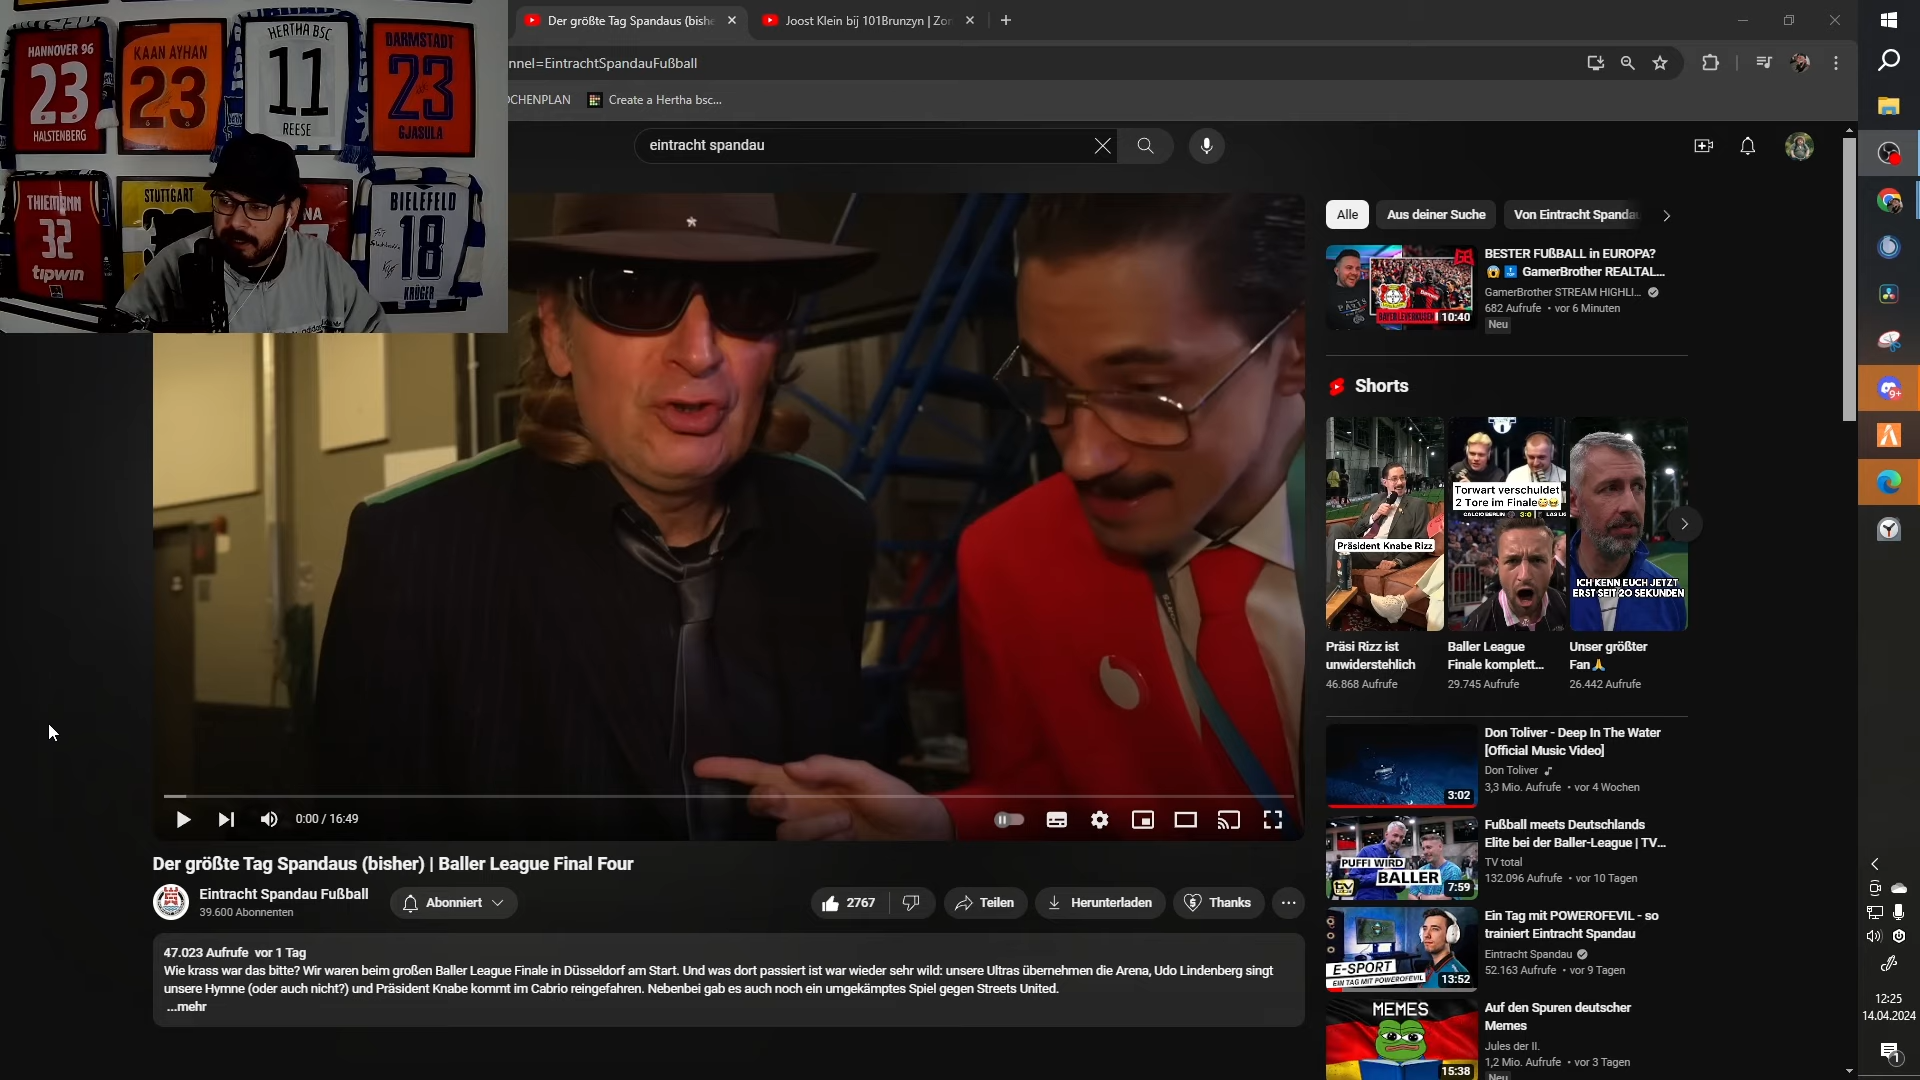 HANNOVER 96
23
HALSTENBERG
KAAN AYHAN
23
HERTHA BSC
11
REESE
DARMSTADT
23
GJASULA
THIEMANN
32
tipwin
STUTTGART
BIELEFELD
18
KRÜGER
Der größte Tag Spandaus (bishe
Joost Klein bij 101Brunzyn | Zon
nnel=EintrachtSpandauFußball
OCHENPLAN
Create a Hertha bsc...
eintracht spandau
Alle
Aus deiner Suche
Von Eintracht Spandau
BESTER FUßBALL in EUROPA?
😱 GamerBrother REALTAL...
GamerBrother STREAM HIGHLI...
682 Aufrufe • vor 6 Minuten
Neu
10:40
Shorts
Präsident Knabe Rizz
Torwart verschuldet
2 Tore im Finale
ICH KENN EUCH JETZT
ERST SEIT 20 SEKUNDEN
Präsi Rizz ist
unwiderstehlich
46.868 Aufrufe
Baller League
Finale komplett...
29.745 Aufrufe
Unser größter
Fan🙏
26.442 Aufrufe
Don Toliver - Deep In The Water
[Official Music Video]
Don Toliver
3,3 Mio. Aufrufe • vor 4 Wochen
3:02
Fußball meets Deutschlands
Elite bei der Baller-League | TV...
TV total
132.096 Aufrufe • vor 10 Tagen
PUFFI WIRD
BALLER
7:59
Ein Tag mit POWEROFEVIL - so
trainiert Eintracht Spandau
Eintracht Spandau
52.163 Aufrufe • vor 9 Tagen
E-SPORT
EIN TAG MIT POWEROFEVIL
13:52
Auf den Spuren deutscher
Memes
Jules der II.
1,2 Mio. Aufrufe • vor 3 Tagen
Neu
MEMES
15:38
0:00 / 16:49
Der größte Tag Spandaus (bisher) | Baller League Final Four
Eintracht Spandau Fußball
39.600 Abonnenten
Abonniert
2767
Teilen
Herunterladen
Thanks
47.023 Aufrufe vor 1 Tag
Wie krass war das bitte? Wir waren beim großen Baller League Finale in Düsseldorf am Start. Und was dort passiert ist war wieder sehr wild: unsere Ultras übernehmen die Arena, Udo Lindenberg singt
unsere Hymne (oder auch nicht?) und Präsident Knabe kommt im Cabrio reingefahren. Nebenbei gab es auch noch ein umgekämptes Spiel gegen Streets United.
...mehr
9+
12:25
14.04.2024
1